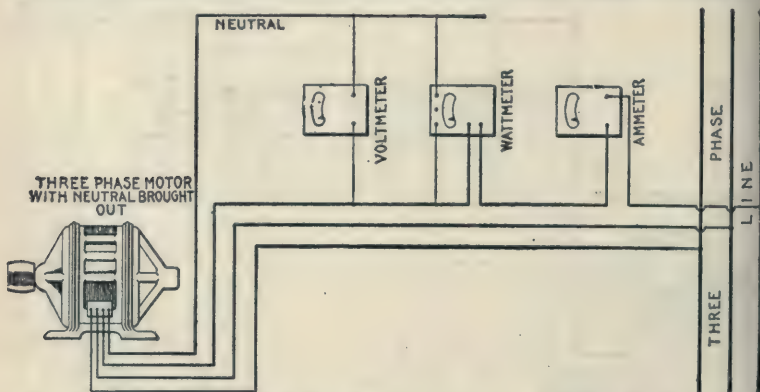 NEUTRAL
VOLTMETER
WATTMETER
AMMETER
PHASE
LINE
THREE
THREE PHASE MOTOR
WITH NEUTRAL BROUGHT
OUT